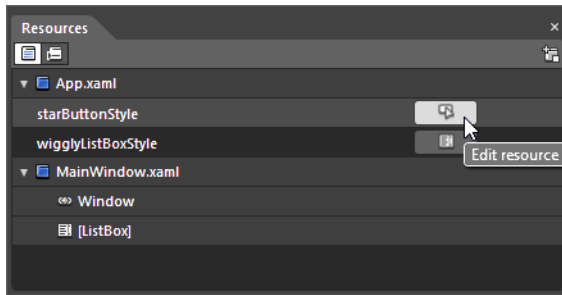 Resources
App.xaml
starButtonStyle
wigglyListBoxStyle
Edit resource
MainWindow.xaml
Window
[ListBox]